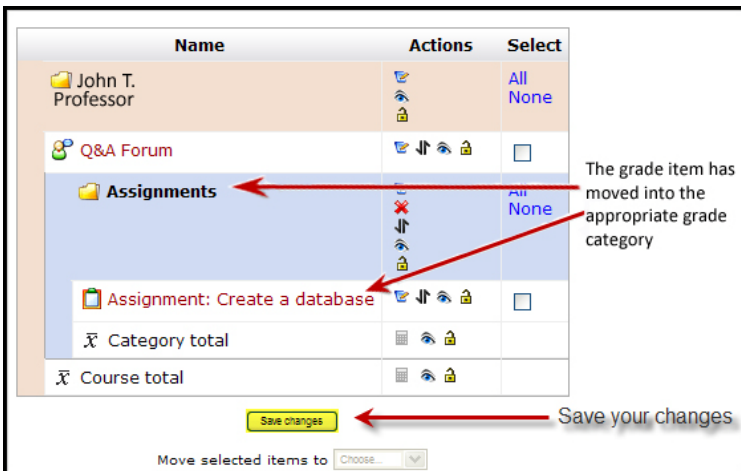 Name Actions Select
John T. All
Professor None
Q&A Forum
Assignments All
None
The grade item has
moved into the
appropriate grade
category
Assignment: Create a database
x̅ Category total
x̅ Course total
Save changes
Save your changes
Move selected items to Choose...